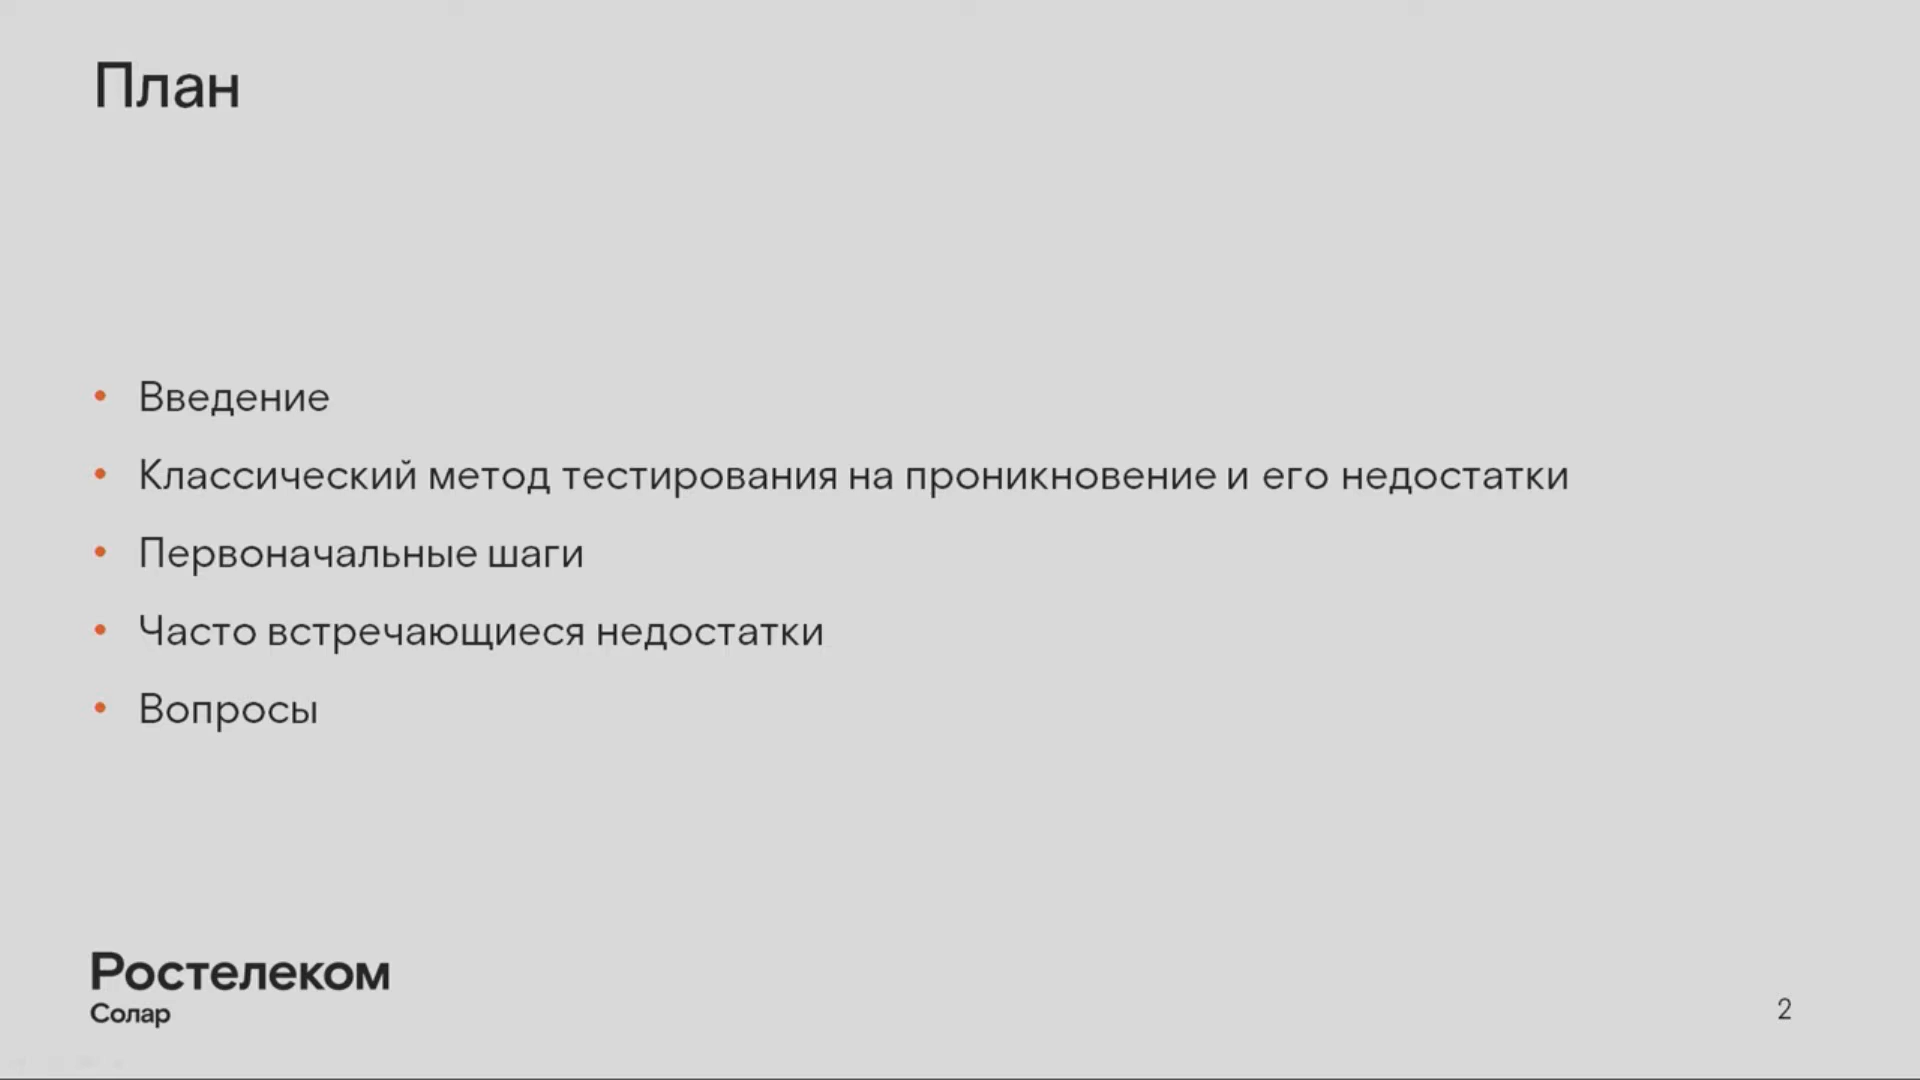 План
Введение
Классический метод тестирования на проникновение и его недостатки
Первоначальные шаги
Часто встречающиеся недостатки
Вопросы
Ростелеком
Солар
2